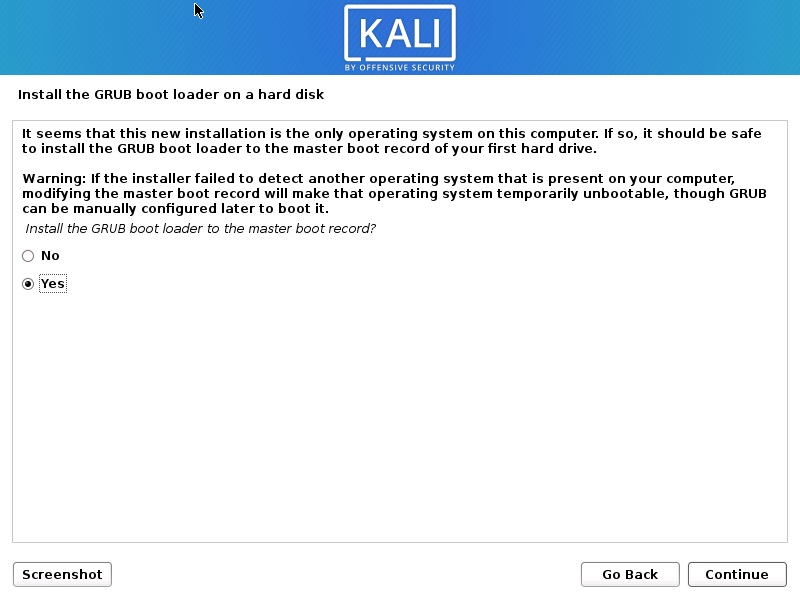 KALI
BY OFFENSIVE SECURITY
Install the GRUB boot loader on a hard disk
It seems that this new installation is the only operating system on this computer. If so, it should be safe
to install the GRUB boot loader to the master boot record of your first hard drive.
Warning: If the installer failed to detect another operating system that is present on your computer,
modifying the master boot record will make that operating system temporarily unbootable, though GRUB
can be manually configured later to boot it.
Install the GRUB boot loader to the master boot record?
No
Yes
Screenshot
Go Back
Continue